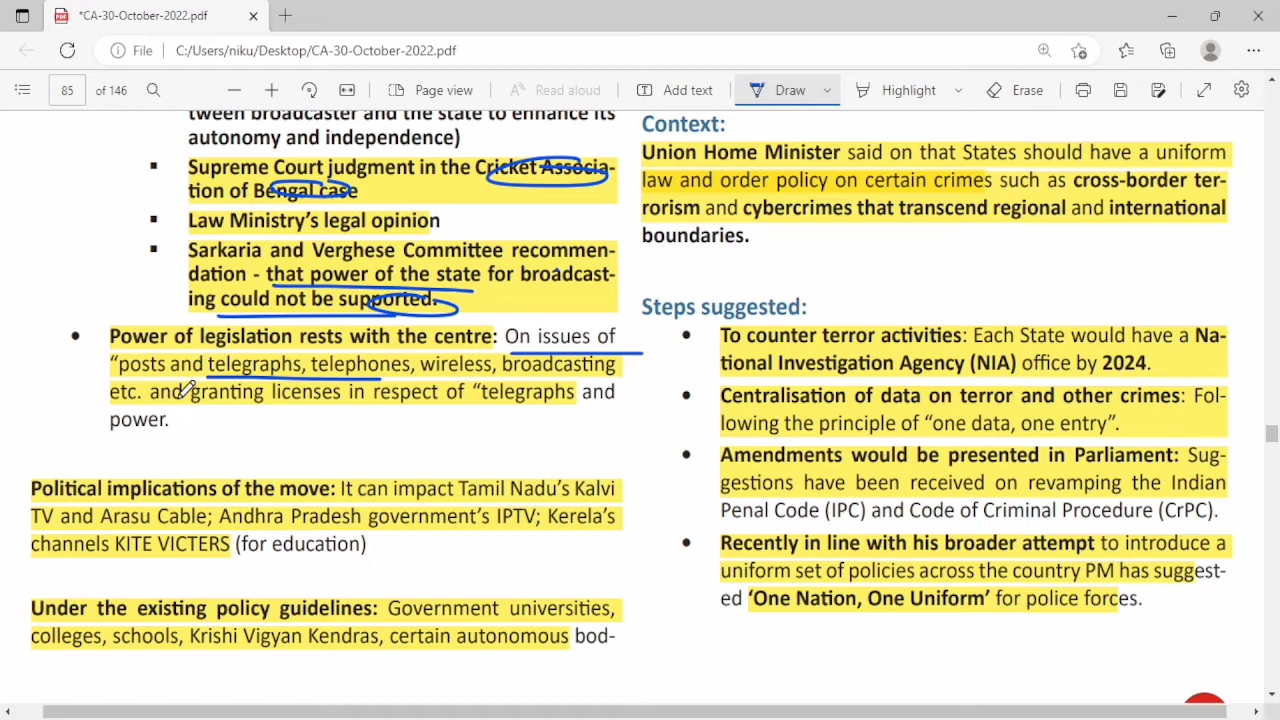 *CA-30-October-2022.pdf
File
C:/Users/niku/Desktop/CA-30-October-2022.pdf
85 of 146
Page view
Read aloud
Add text
Draw
Highlight
Erase
tween broadcaster and the state to enhance its
autonomy and independence)
Supreme Court judgment in the Cricket Associa-
tion of Bengal case
Law Ministry's legal opinion
Sarkaria and Verghese Committee recommen-
dation - that power of the state for broadcast-
ing could not be supported.
Power of legislation rests with the centre: On issues of
"posts and telegraphs, telephones, wireless, broadcasting
etc. and granting licenses in respect of "telegraphs and
power.
Political implications of the move: It can impact Tamil Nadu's Kalvi
TV and Arasu Cable; Andhra Pradesh government's IPTV; Kerela's
channels KITE VICTERS (for education)
Under the existing policy guidelines: Government universities,
colleges, schools, Krishi Vigyan Kendras, certain autonomous bod-
Context:
Union Home Minister said on that States should have a uniform
law and order policy on certain crimes such as cross-border ter-
rorism and cybercrimes that transcend regional and international
boundaries.
Steps suggested:
To counter terror activities: Each State would have a Na-
tional Investigation Agency (NIA) office by 2024.
Centralisation of data on terror and other crimes: Fol-
lowing the principle of "one data, one entry".
Amendments would be presented in Parliament: Sug-
gestions have been received on revamping the Indian
Penal Code (IPC) and Code of Criminal Procedure (CrPC).
Recently in line with his broader attempt to introduce a
uniform set of policies across the country PM has suggest-
ed 'One Nation, One Uniform' for police forces.